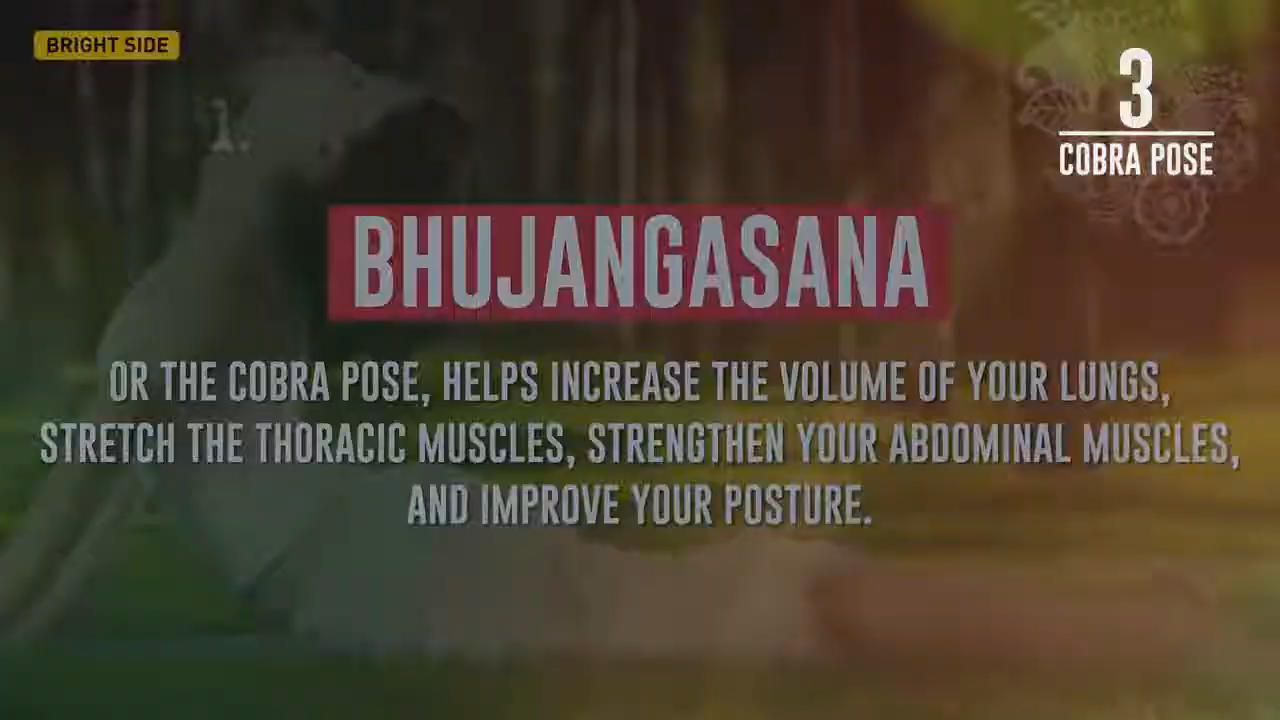 BRIGHT SIDE
3
COBRA POSE
1.
BHUJANGASANA
OR THE COBRA POSE, HELPS INCREASE THE VOLUME OF YOUR LUNGS,
STRETCH THE THORACIC MUSCLES, STRENGTHEN YOUR ABDOMINAL MUSCLES,
AND IMPROVE YOUR POSTURE.